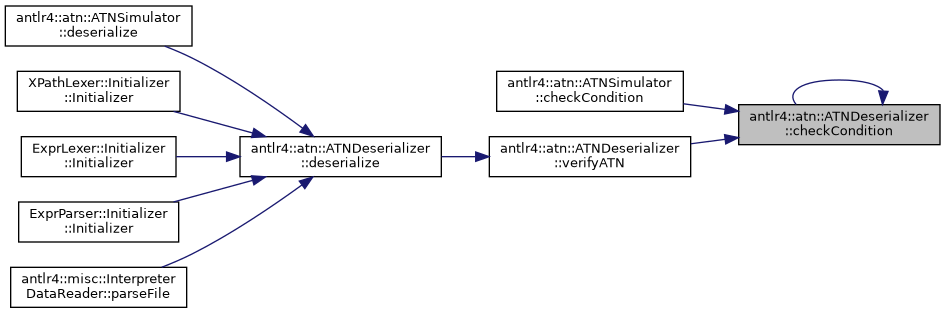 antlr4::atn::ATNSimulator
::deserialize
XPathLexer::Initializer
::Initializer
ExprLexer::Initializer
::Initializer
ExprParser::Initializer
::Initializer
antlr4::misc::Interpreter
DataReader::parseFile
antlr4::atn::ATNDeserializer
::deserialize
antlr4::atn::ATNSimulator
::checkCondition
antlr4::atn::ATNDeserializer
::verifyATN
antlr4::atn::ATNDeserializer
::checkCondition